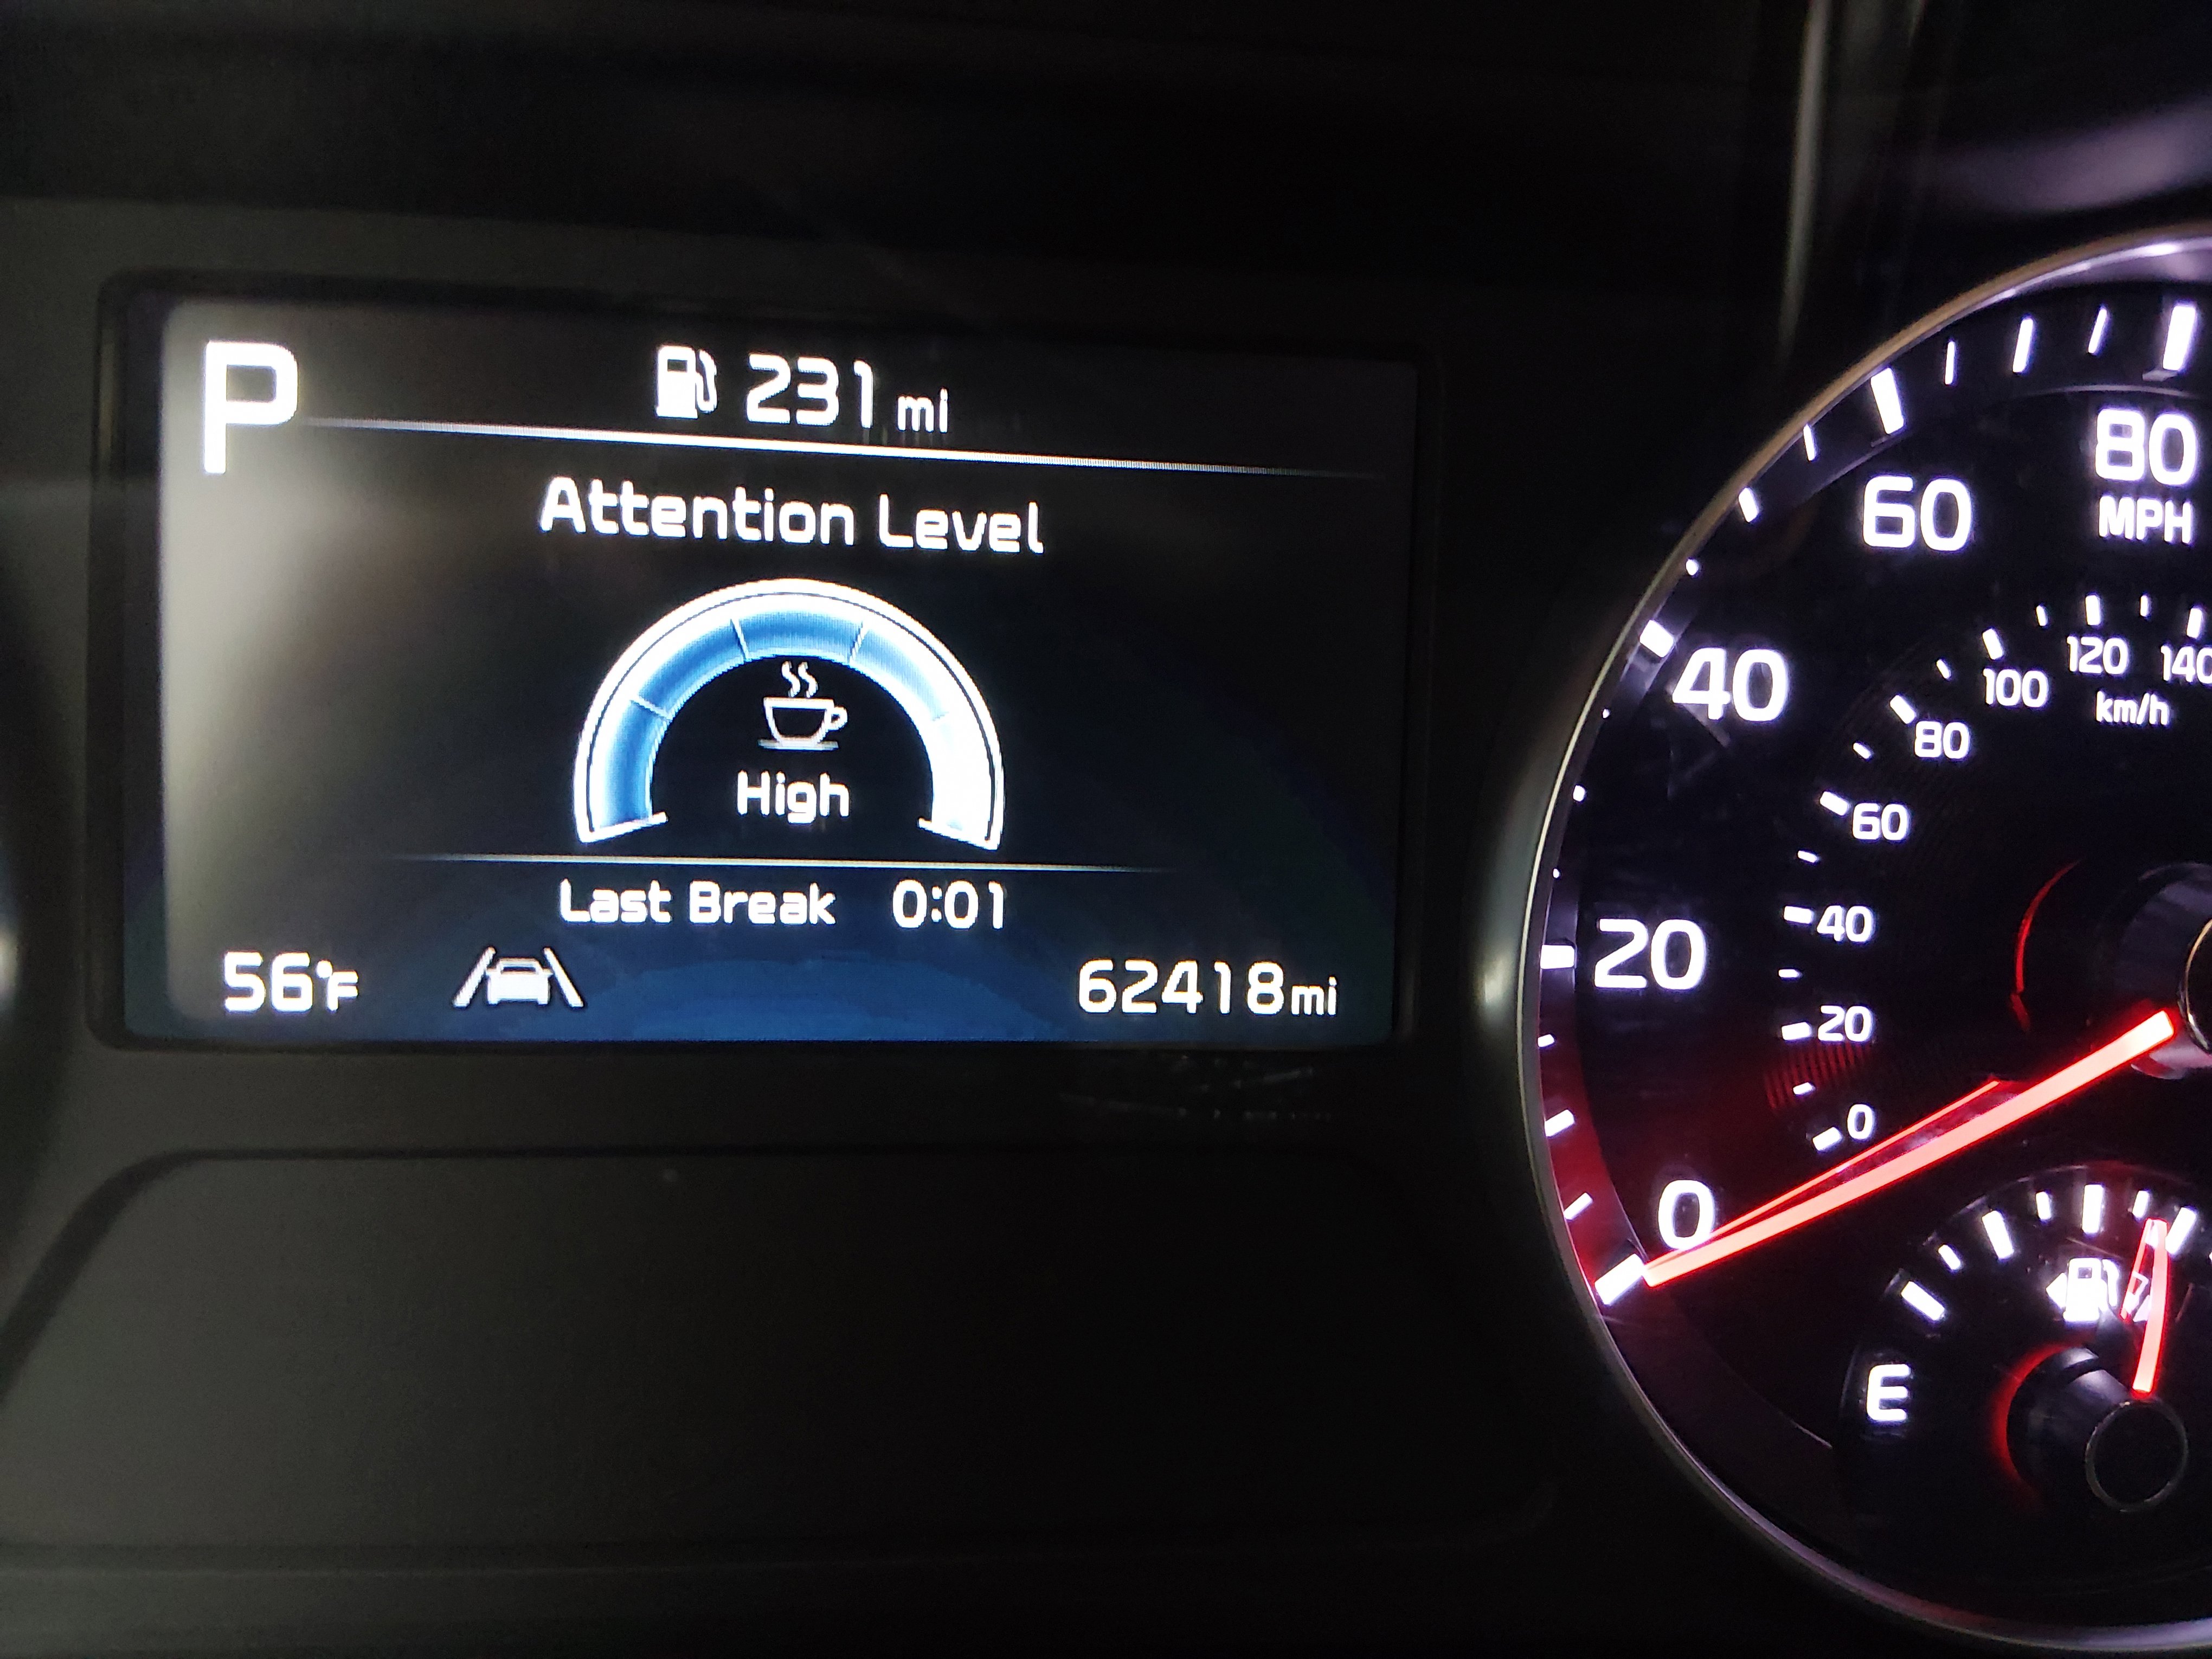 P
231 mi
Attention Level
High
Last Break 0:01
56°F
62418mi
80
MPH
60
40
20
0
140
120
km/h
100
80
60
40
20
0
E